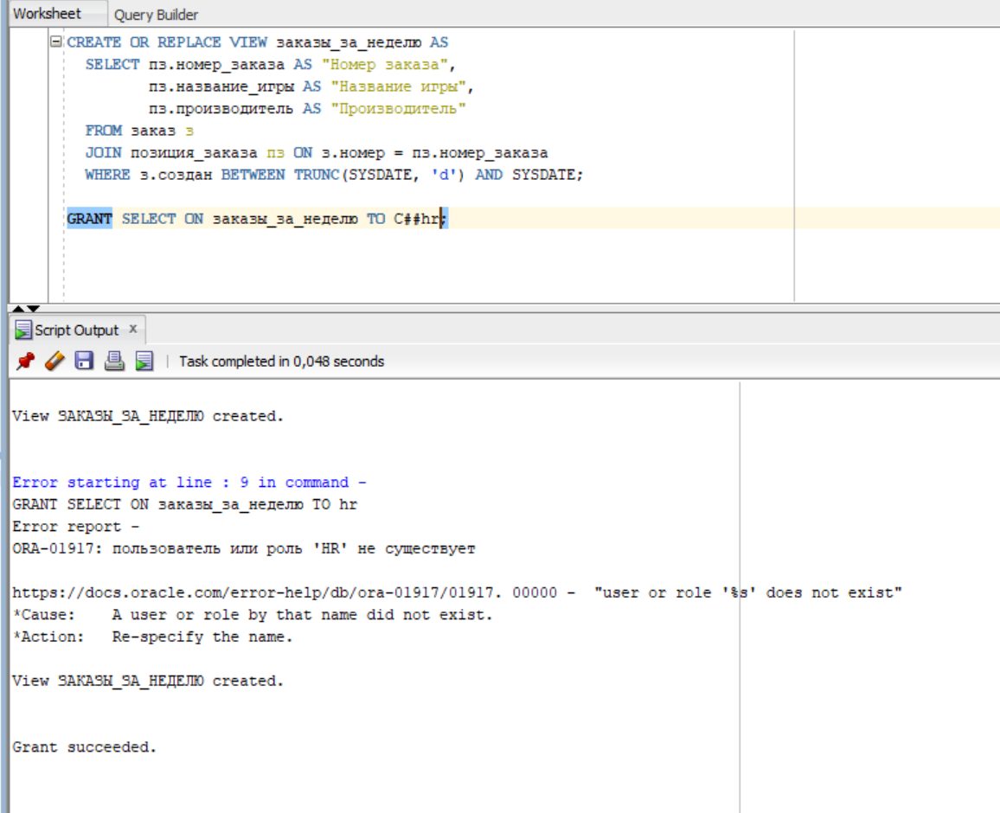 Worksheet Query Builder
CREATE OR REPLACE VIEW заказы_за_неделю AS
SELECT пз.номер_заказа AS "Номер заказа",
пз.название_игры AS "Название игры",
пз.производитель AS "Производитель"
FROM заказ з
JOIN позиция_заказа пз ON з.номер = пз.номер_заказа
WHERE з.создан BETWEEN TRUNC(SYSDATE, 'd') AND SYSDATE;
GRANT SELECT ON заказы_за_неделю TO C##hr;
Script Output x
Task completed in 0,048 seconds
View ЗАКАЗЫ_ЗА_НЕДЕЛЮ created.
Error starting at line : 9 in command -
GRANT SELECT ON заказы_за_неделю TO hr
Error report -
ORA-01917: пользователь или роль 'HR' не существует
https://docs.oracle.com/error-help/db/ora-01917/01917. 00000 -  "user or role '%s' does not exist"
*Cause:    A user or role by that name did not exist.
*Action:   Re-specify the name.
View ЗАКАЗЫ_ЗА_НЕДЕЛЮ created.
Grant succeeded.